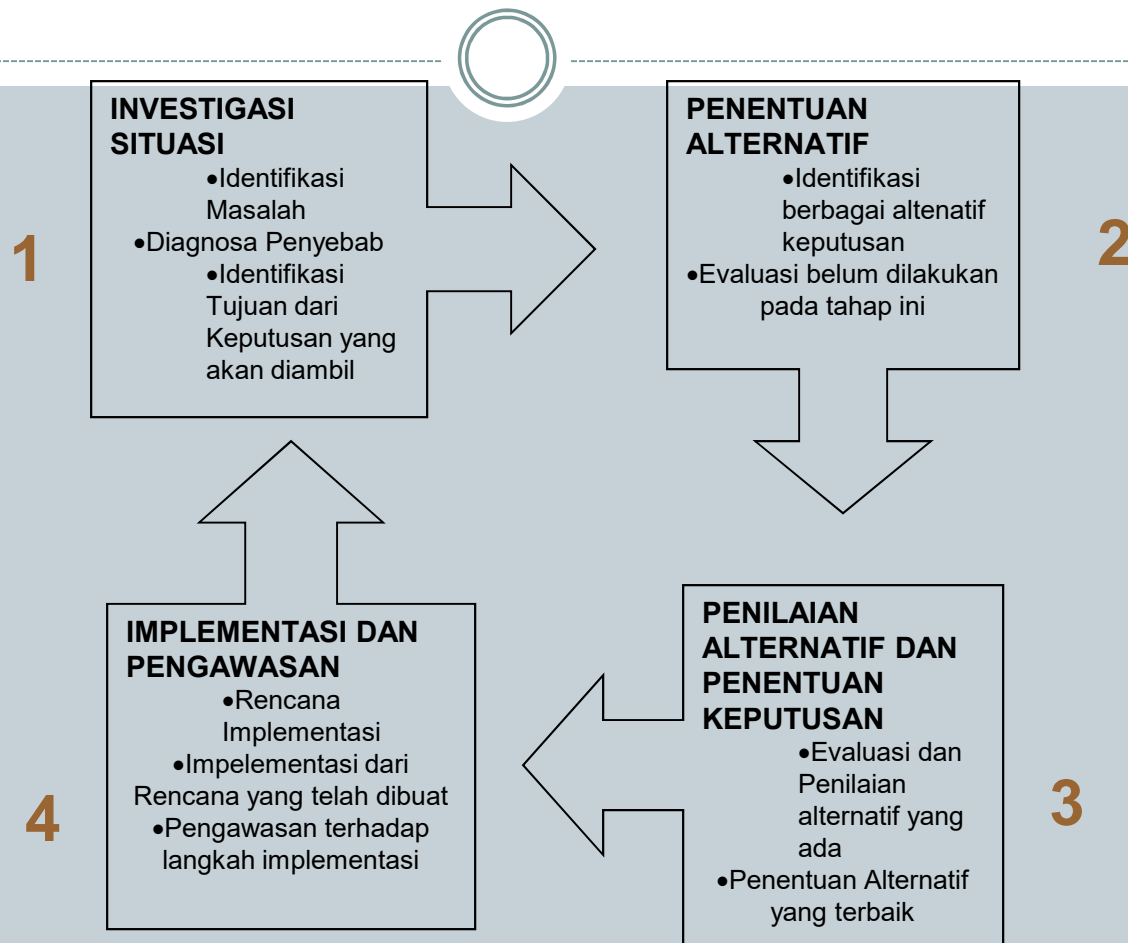 1
INVESTIGASI
SITUASI
•Identifikasi
Masalah
•Diagnosa Penyebab
•Identifikasi
Tujuan dari
Keputusan yang
akan diambil
2
PENENTUAN
ALTERNATIF
•Identifikasi
berbagai altenatif
keputusan
•Evaluasi belum dilakukan
pada tahap ini
3
PENILAIAN
ALTERNATIF DAN
PENENTUAN
KEPUTUSAN
•Evaluasi dan
Penilaian
alternatif yang
ada
•Penentuan Alternatif
yang terbaik
4
IMPLEMENTASI DAN
PENGAWASAN
•Rencana
Implementasi
•Impelementasi dari
Rencana yang telah dibuat
•Pengawasan terhadap
langkah implementasi